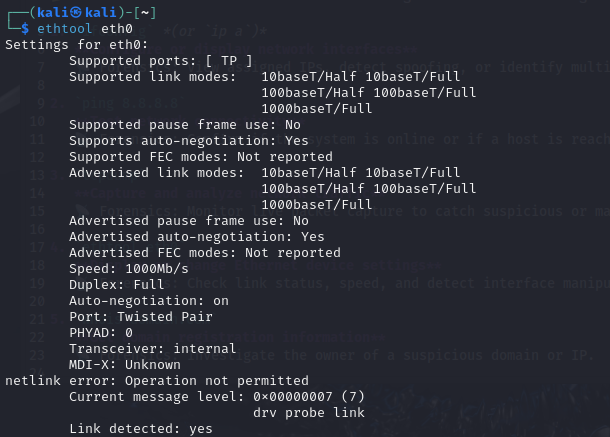 ┌──(kali㉿kali)-[~]
└─$ ethtool eth0
Settings for eth0:
Supported ports: [ TP ]
Supported link modes:   10baseT/Half 10baseT/Full
100baseT/Half 100baseT/Full
1000baseT/Full
Supported pause frame use: No
Supports auto-negotiation: Yes
Supported FEC modes: Not reported
Advertised link modes:  10baseT/Half 10baseT/Full
100baseT/Half 100baseT/Full
1000baseT/Full
Advertised pause frame use: No
Advertised auto-negotiation: Yes
Advertised FEC modes: Not reported
Speed: 1000Mb/s
Duplex: Full
Auto-negotiation: on
Port: Twisted Pair
PHYAD: 0
Transceiver: internal
MDI-X: Unknown
netlink error: Operation not permitted
Current message level: 0x00000007 (7)
drv probe link
Link detected: yes